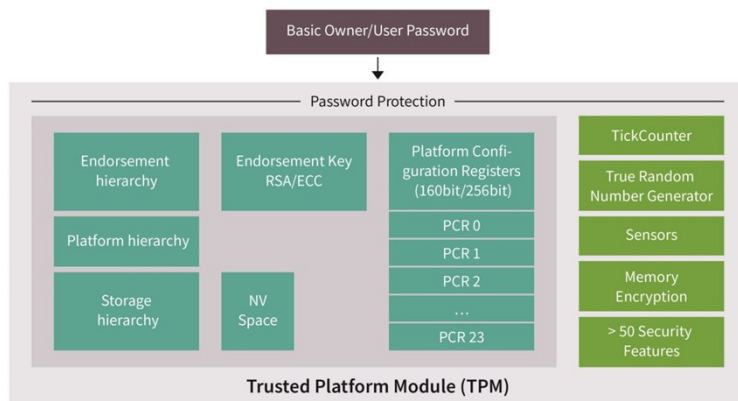 Basic Owner/User Password
Password Protection
Endorsement
hierarchy
Platform hierarchy
Storage
hierarchy
Endorsement Key
RSA/ECC
NV
Space
Platform Confi-
guration Registers
(160bit/256bit)
PCR 0
PCR 1
PCR 2
...
PCR 23
TickCounter
True Random
Number Generator
Sensors
Memory
Encryption
> 50 Security
Features
Trusted Platform Module (TPM)